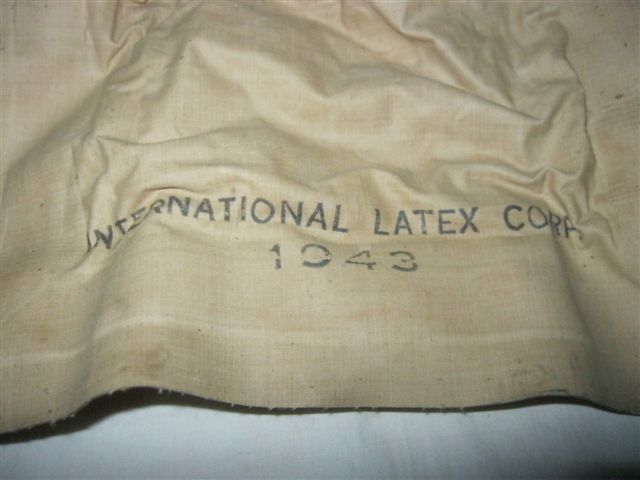 INTERNATIONAL LATEX CORP.
1943